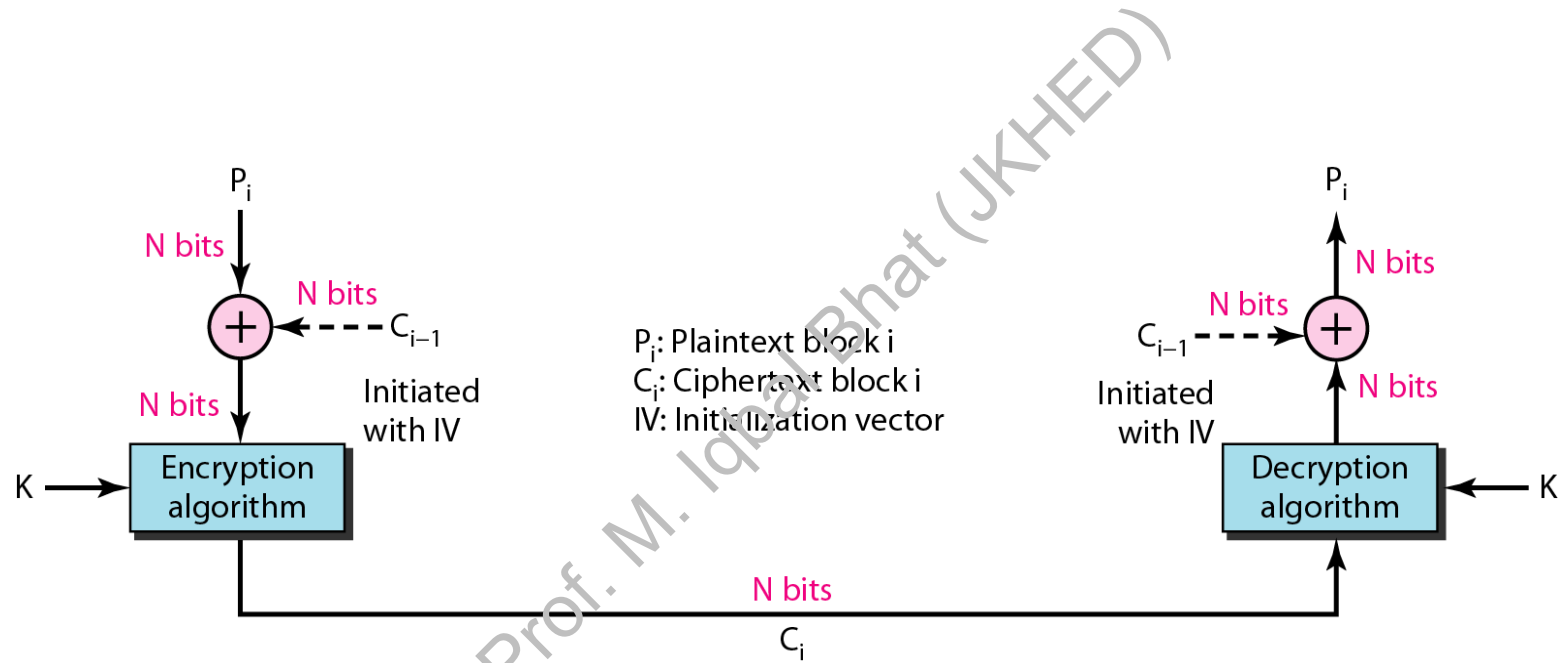 Pᵢ
N bits
N bits
Cᵢ₋₁
N bits
Initiated
with IV
K
Encryption
algorithm
Pᵢ: Plaintext block i
Cᵢ: Ciphertext block i
IV: Initialization vector
Pᵢ
N bits
N bits
Cᵢ₋₁
N bits
Initiated
with IV
Decryption
algorithm
K
N bits
Cᵢ
Prof. M. Iqbal Bhat (JKHED)